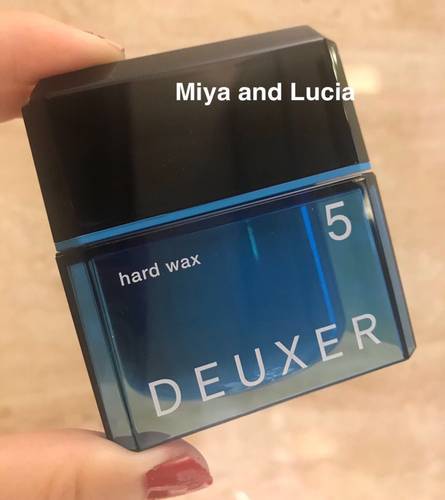 Miya and Lucia
5
hard wax
DEUXER